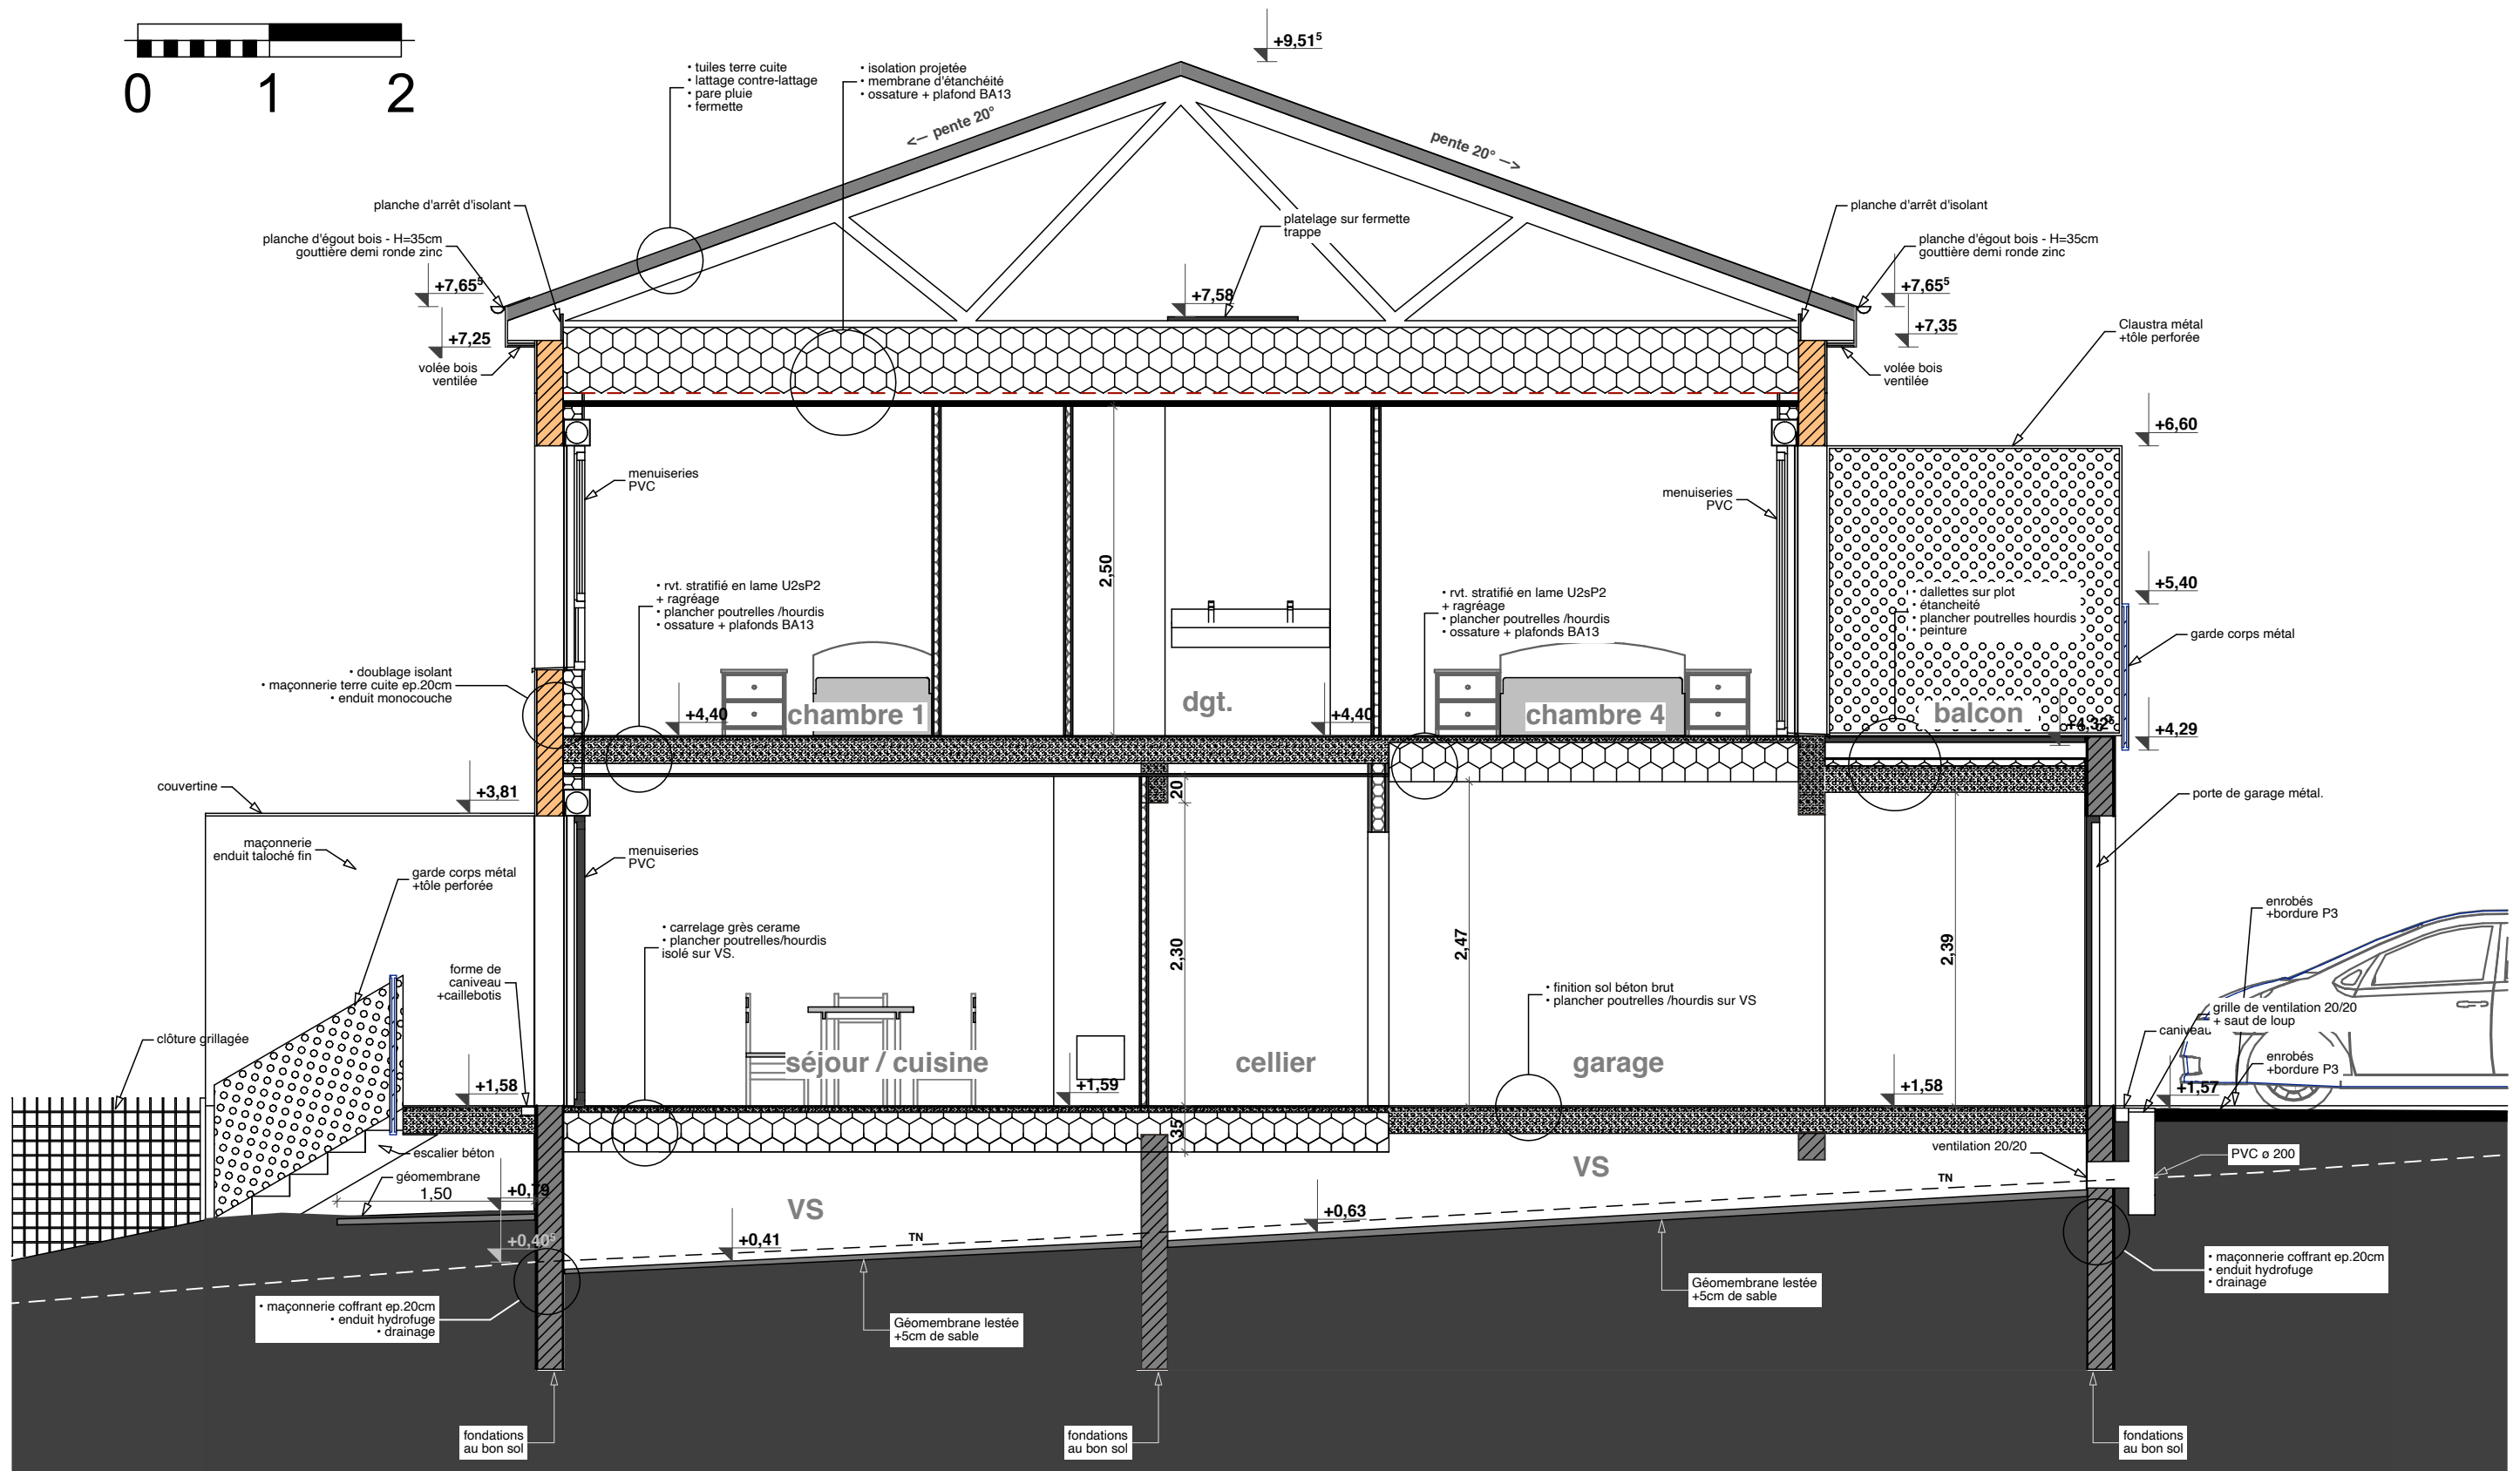 0 1 2
+9,51⁵
• tuiles terre cuite
• lattage contre-lattage
• pare pluie
• fermette
• isolation projetée
• membrane d'étanchéité
• ossature + plafond BA13
<— pente 20°
pente 20° —>
planche d'arrêt d'isolant
planche d'arrêt d'isolant
platelage sur fermette
trappe
planche d'égout bois - H=35cm
gouttière demi ronde zinc
planche d'égout bois - H=35cm
gouttière demi ronde zinc
+7,65⁵
+7,58
+7,65⁵
+7,25
+7,35
Claustra métal
+tôle perforée
volée bois
ventilée
volée bois
ventilée
+6,60
menuiseries
PVC
menuiseries
PVC
2,50
• rvt. stratifié en lame U2sP2
+ ragréage
• plancher poutrelles /hourdis
• ossature + plafonds BA13
• rvt. stratifié en lame U2sP2
+ ragréage
• plancher poutrelles /hourdis
• ossature + plafonds BA13
• dallettes sur plot
• étancheité
• plancher poutrelles hourdis
• peinture
+5,40
garde corps métal
• doublage isolant
• maçonnerie terre cuite ep.20cm
• enduit monocouche
+4,40
chambre 1
dgt.
+4,40
chambre 4
balcon
+4,32⁵
+4,29
couvertine
+3,81
20
porte de garage métal.
maçonnerie
enduit taloché fin
menuiseries
PVC
garde corps métal
+tôle perforée
enrobés
+bordure P3
• carrelage grès cerame
• plancher poutrelles/hourdis
isolé sur VS.
2,30
2,47
2,39
forme de
caniveau
+caillebotis
• finition sol béton brut
• plancher poutrelles /hourdis sur VS
grille de ventilation 20/20
+ saut de loup
caniveau
clôture grillagée
séjour / cuisine
cellier
garage
enrobés
+bordure P3
+1,58
+1,59
+1,58
+1,57
35
escalier béton
ventilation 20/20
PVC ø 200
géomembrane
VS
TN
1,50
+0,79
VS
+0,63
+0,40⁵
+0,41
TN
• maçonnerie coffrant ep.20cm
• enduit hydrofuge
• drainage
Géomembrane lestée
+5cm de sable
Géomembrane lestée
+5cm de sable
• maçonnerie coffrant ep.20cm
• enduit hydrofuge
• drainage
fondations
au bon sol
fondations
au bon sol
fondations
au bon sol